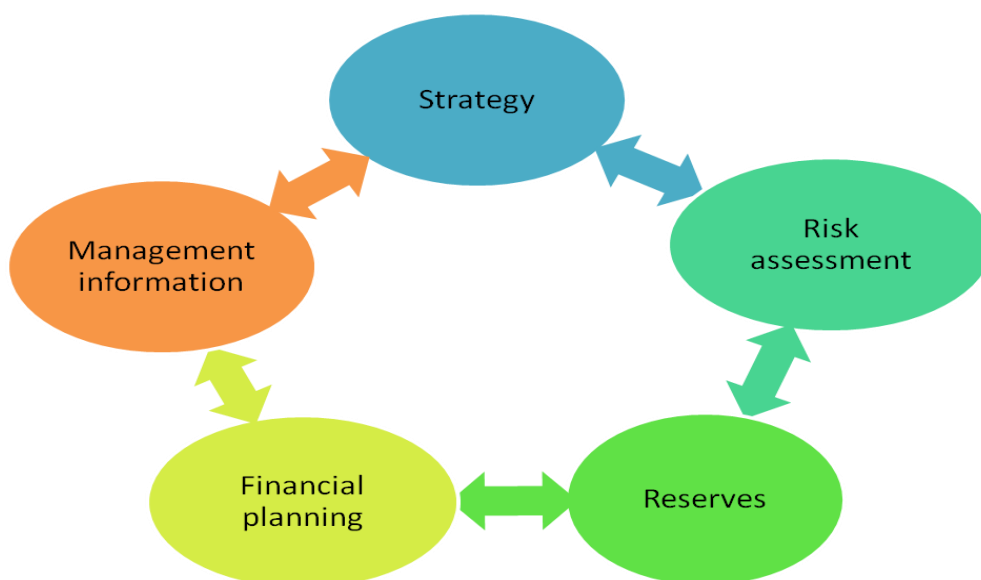 Strategy
Risk
assessment
Reserves
Financial
planning
Management
information